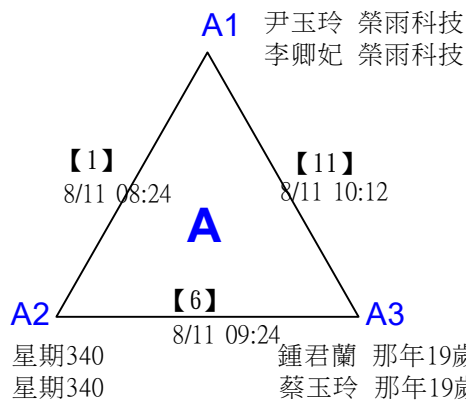 A1
尹玉玲 榮雨科技
李卿妃 榮雨科技
【1】
8/11 08:24
【11】
8/11 10:12
A
【6】
8/11 09:24
A2
A3
星期340
星期340
鍾君蘭 那年19歲
蔡玉玲 那年19歲